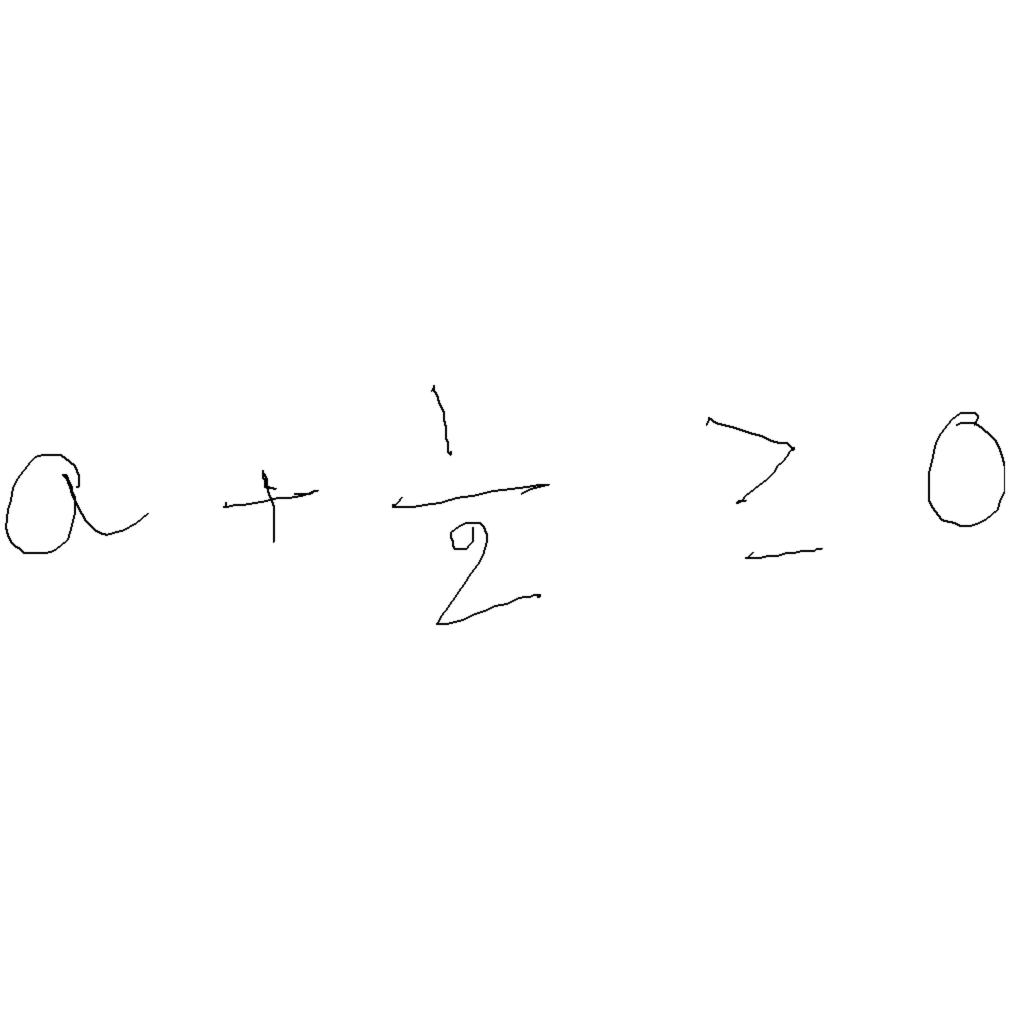 a + 1/2 ≥ 0